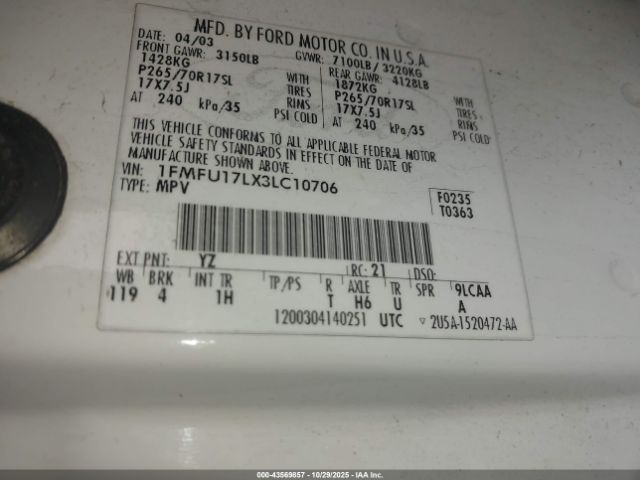 MFD. BY FORD MOTOR CO. IN U.S.A.
DATE: 04/03 GVWR: 7100LB/ 3220KG
FRONT GAWR: 3150LB REAR GAWR: 4128LB
1428KG WITH 1872KG WITH
P265/70R17SL TIRES P265/70R17SL TIRES
17X7.5J RIMS 17X7.5J RIMS
AT 240 kPa/35 PSI COLD AT 240 kPa/35 PSI COLD
THIS VEHICLE CONFORMS TO ALL APPLICABLE FEDERAL MOTOR
VEHICLE SAFETY STANDARDS IN EFFECT ON THE DATE OF
MANUFACTURE SHOWN ABOVE.
VIN: 1FMFU17LX3LC10706
TYPE: MPV
F0235
T0363
EXT PNT: YZ RC: 21 DSO:
WB BRK INT TR TP/PS R AXLE TR SPR 9LCAA
119 4 1H T H6 U A
1200304140251 UTC ▽ 2U5A-1520472-AA
000-43569857 - 10/29/2025 - IAAI, Inc.